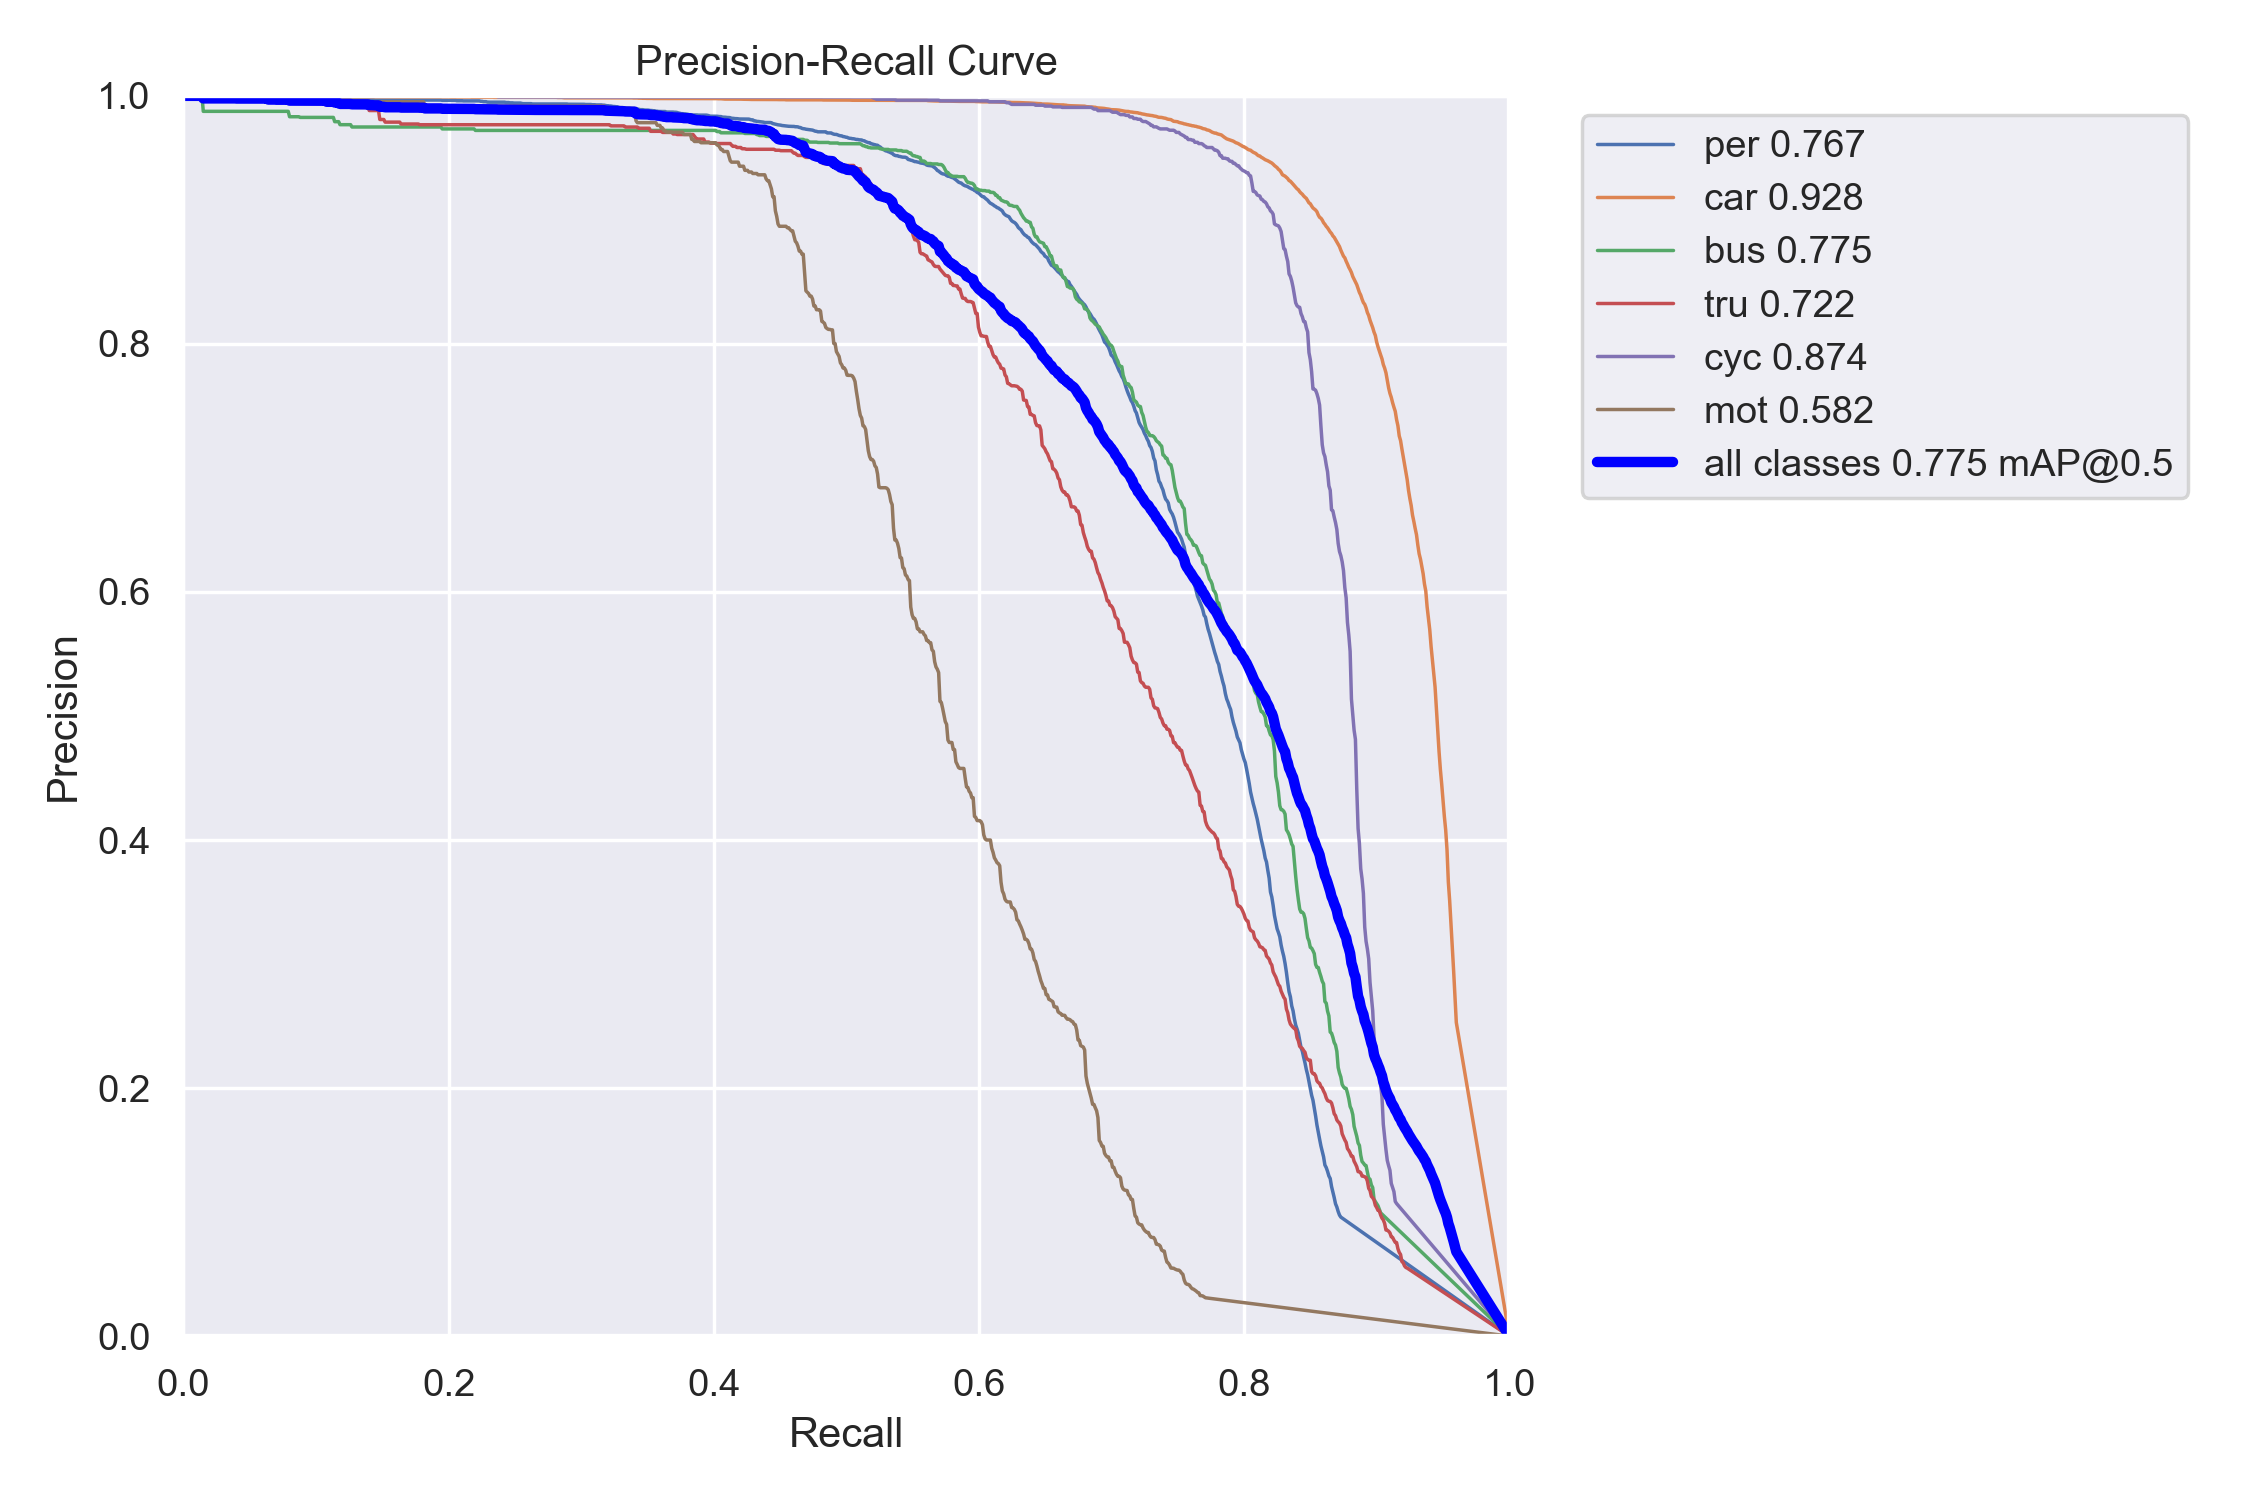 Precision-Recall Curve
1.0
0.8
0.6
0.4
0.2
0.0
Precision
0.0 0.2 0.4 0.6 0.8 1.0
Recall
per 0.767
car 0.928
bus 0.775
tru 0.722
cyc 0.874
mot 0.582
all classes 0.775 mAP@0.5